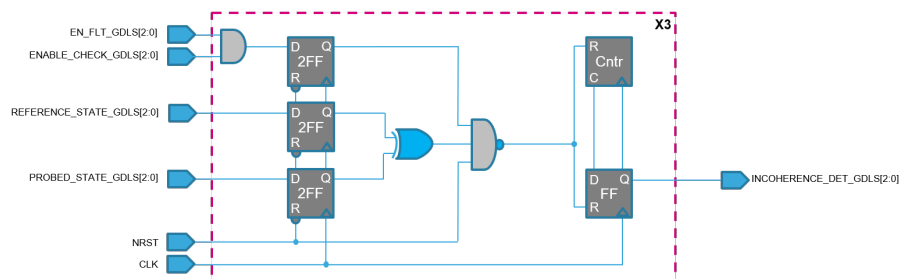 X3
EN_FLT_GDLS[2:0]
ENABLE_CHECK_GDLS[2:0]
D Q
2FF
R
R
Cntr
C
REFERENCE_STATE_GDLS[2:0]
D Q
2FF
R
PROBED_STATE_GDLS[2:0]
D Q
2FF
R
D Q
FF
R
INCOHERENCE_DET_GDLS[2:0]
NRST
CLK